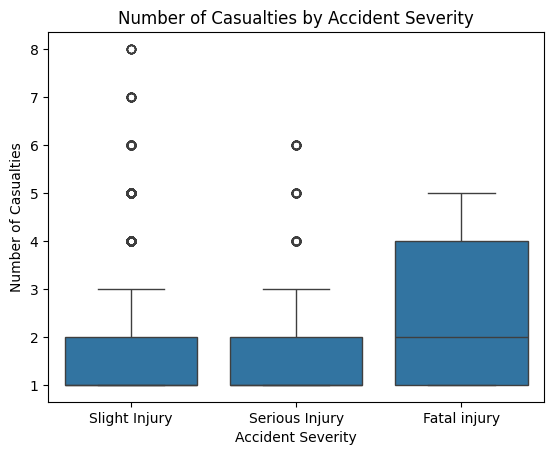 Number of Casualties by Accident Severity
8
7
6
5
4
3
2
1
Number of Casualties
Slight Injury
Serious Injury
Fatal injury
Accident Severity